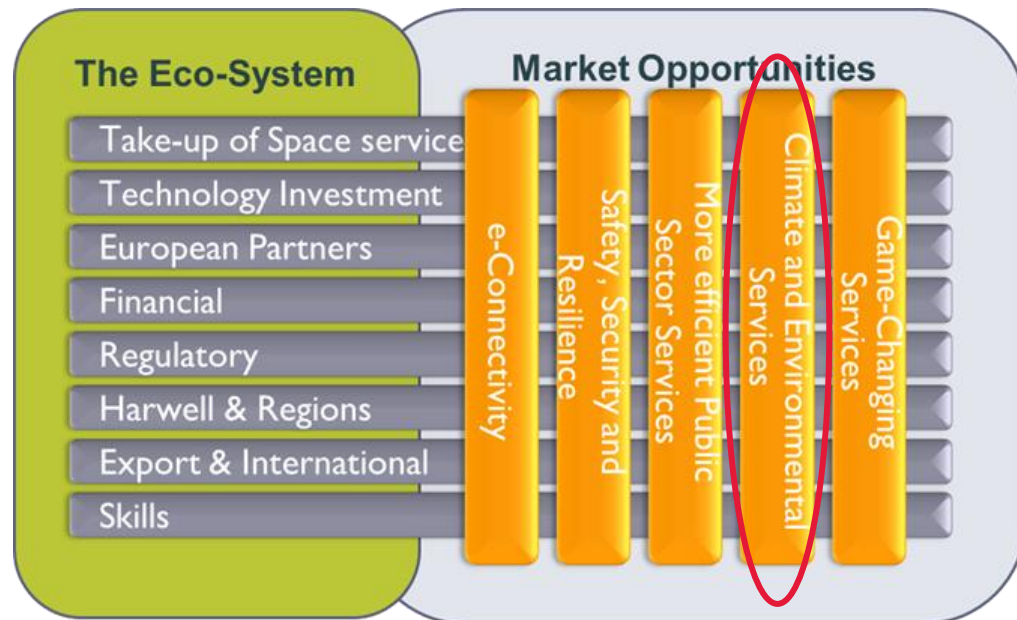 The Eco-System
Market Opportunities
Take-up of Space service
Technology Investment
European Partners
Financial
Regulatory
Harwell & Regions
Export & International
Skills
e-Connectivity
Safety, Security and
Resilience
More efficient Public
Sector Services
Climate and Environmental
Services
Game-Changing
Services